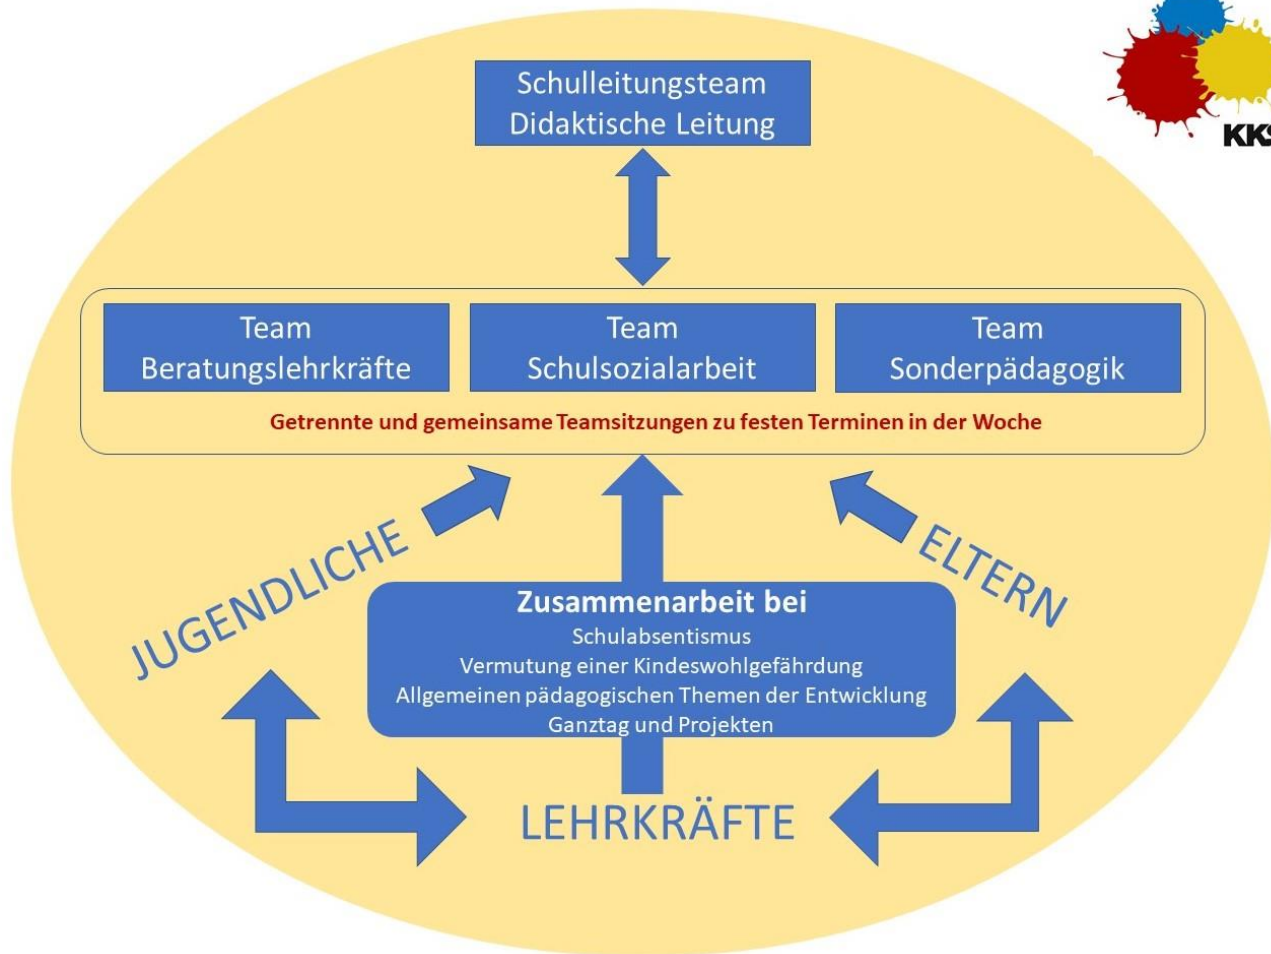 Schulleitungsteam
Didaktische Leitung
KKS
Team
Beratungslehrkräfte
Team
Schulsozialarbeit
Team
Sonderpädagogik
Getrennte und gemeinsame Teamsitzungen zu festen Terminen in der Woche
JUGENDLICHE
ELTERN
Zusammenarbeit bei
Schulabsentismus
Vermutung einer Kindeswohlgefährdung
Allgemeinen pädagogischen Themen der Entwicklung
Ganztag und Projekten
LEHRKRÄFTE